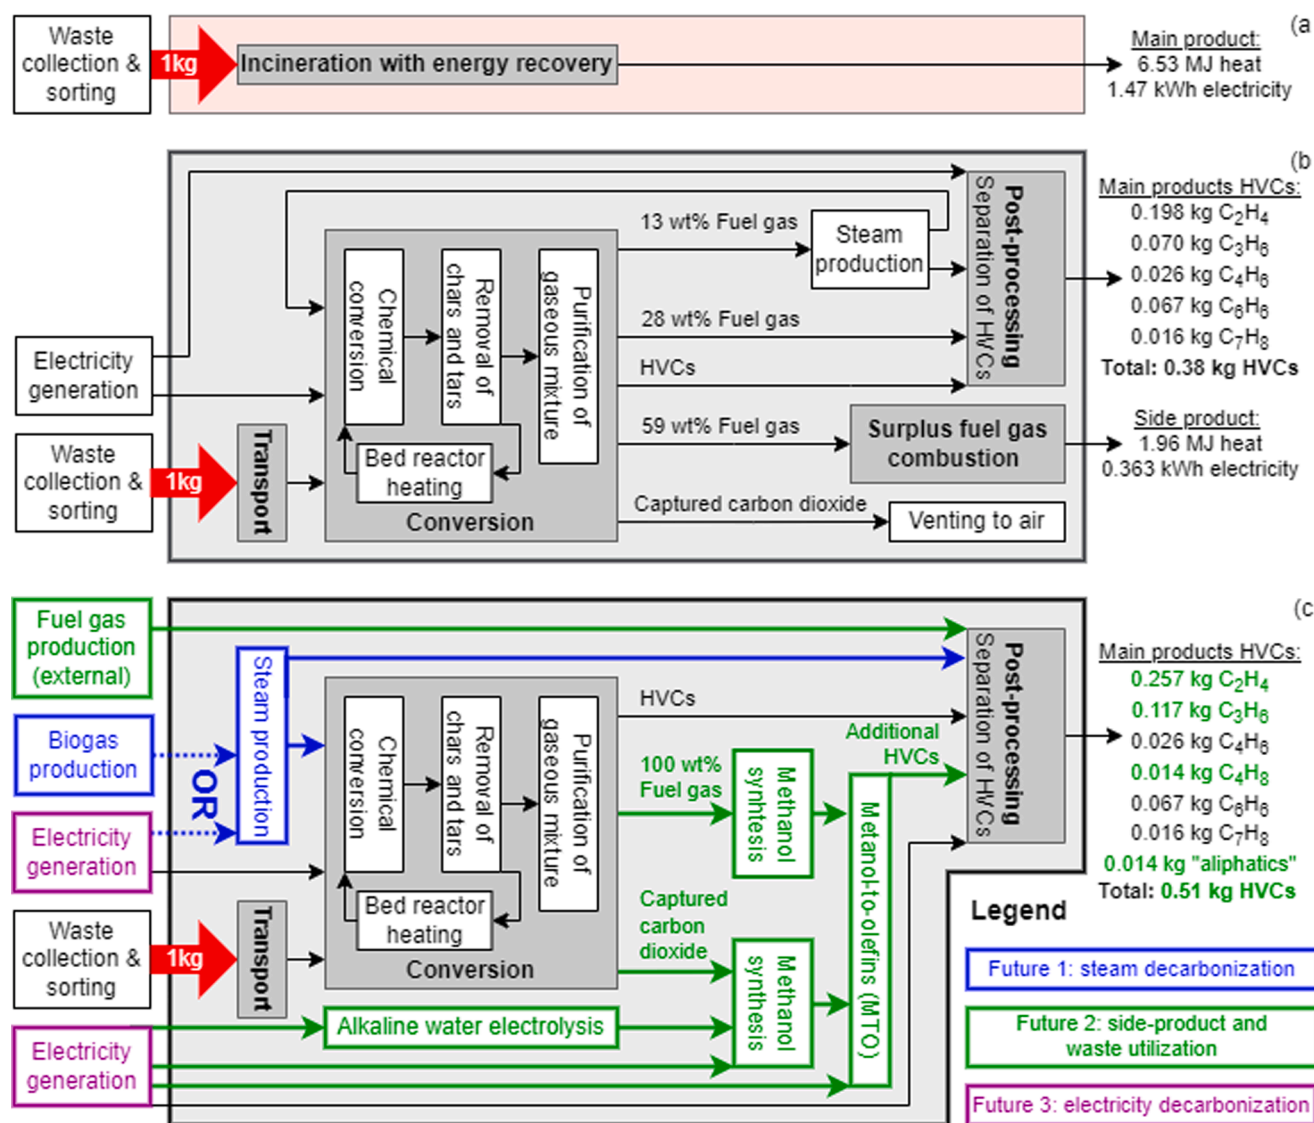 (a
Waste
collection &
sorting
1kg
Incineration with energy recovery
Main product:
6.53 MJ heat
1.47 kWh electricity
(b
Electricity
generation
Waste
collection &
sorting
1kg
Transport
Chemical
conversion
Removal of
chars and tars
Purification of
gaseous mixture
Bed reactor
heating
Conversion
13 wt% Fuel gas
Steam
production
28 wt% Fuel gas
HVCs
59 wt% Fuel gas
Surplus fuel gas
combustion
Captured carbon dioxide
Venting to air
Post-processing
Separation of HVCs
Main products HVCs:
0.198 kg C₂H₄
0.070 kg C₃H₆
0.026 kg C₄H₆
0.067 kg C₆H₆
0.016 kg C₇H₈
Total: 0.38 kg HVCs
Side product:
1.96 MJ heat
0.363 kWh electricity
(c
Fuel gas
production
(external)
Biogas
production
OR
Electricity
generation
Steam production
Waste
collection &
sorting
1kg
Transport
Electricity
generation
Chemical
conversion
Removal of
chars and tars
Purification of
gaseous mixture
Bed reactor
heating
Conversion
Alkaline water electrolysis
HVCs
100 wt%
Fuel gas
Methanol
synhtesis
Captured
carbon
dioxide
Methanol
synthesis
Metanol-to-olefins (MTO)
Additional
HVCs
Post-processing
Separation of HVCs
Main products HVCs:
0.257 kg C₂H₄
0.117 kg C₃H₆
0.026 kg C₄H₆
0.014 kg C₄H₈
0.067 kg C₆H₆
0.016 kg C₇H₈
0.014 kg "aliphatics"
Total: 0.51 kg HVCs
Legend
Future 1: steam decarbonization
Future 2: side-product and
waste utilization
Future 3: electricity decarbonization